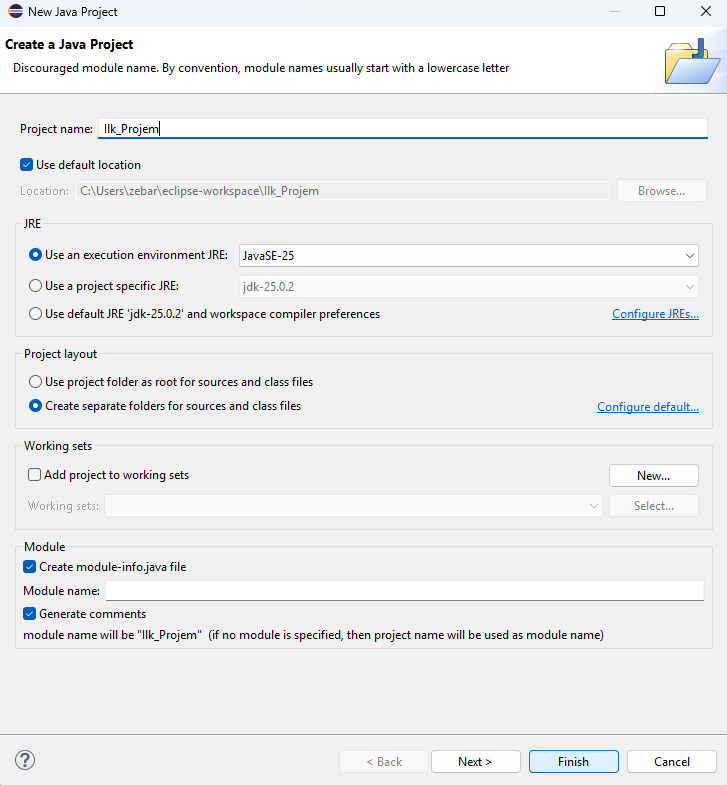 New Java Project
Create a Java Project
Discouraged module name. By convention, module names usually start with a lowercase letter
Project name: Ilk_Projem
Use default location
Location: C:\Users\zebar\eclipse-workspace\Ilk_Projem Browse...
JRE
Use an execution environment JRE: JavaSE-25
Use a project specific JRE: jdk-25.0.2
Use default JRE 'jdk-25.0.2' and workspace compiler preferences Configure JREs...
Project layout
Use project folder as root for sources and class files
Create separate folders for sources and class files Configure default...
Working sets
Add project to working sets New...
Working sets: Select...
Module
Create module-info.java file
Module name:
Generate comments
module name will be "Ilk_Projem" (if no module is specified, then project name will be used as module name)
? < Back Next > Finish Cancel